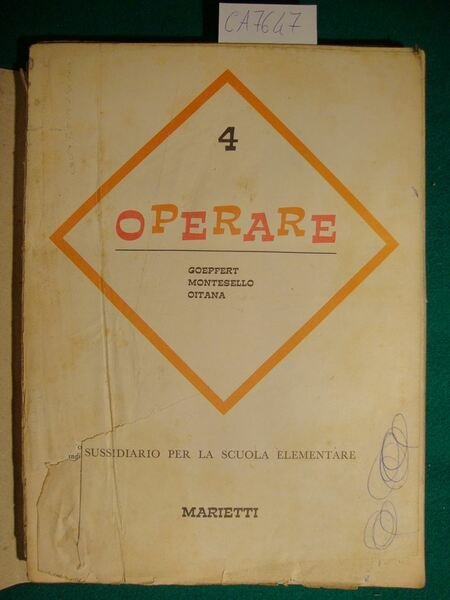 CA7647
4
OPERARE
GOEPFERT
MONTESELLO
OITANA
SUSSIDIARIO PER LA SCUOLA ELEMENTARE
MARIETTI